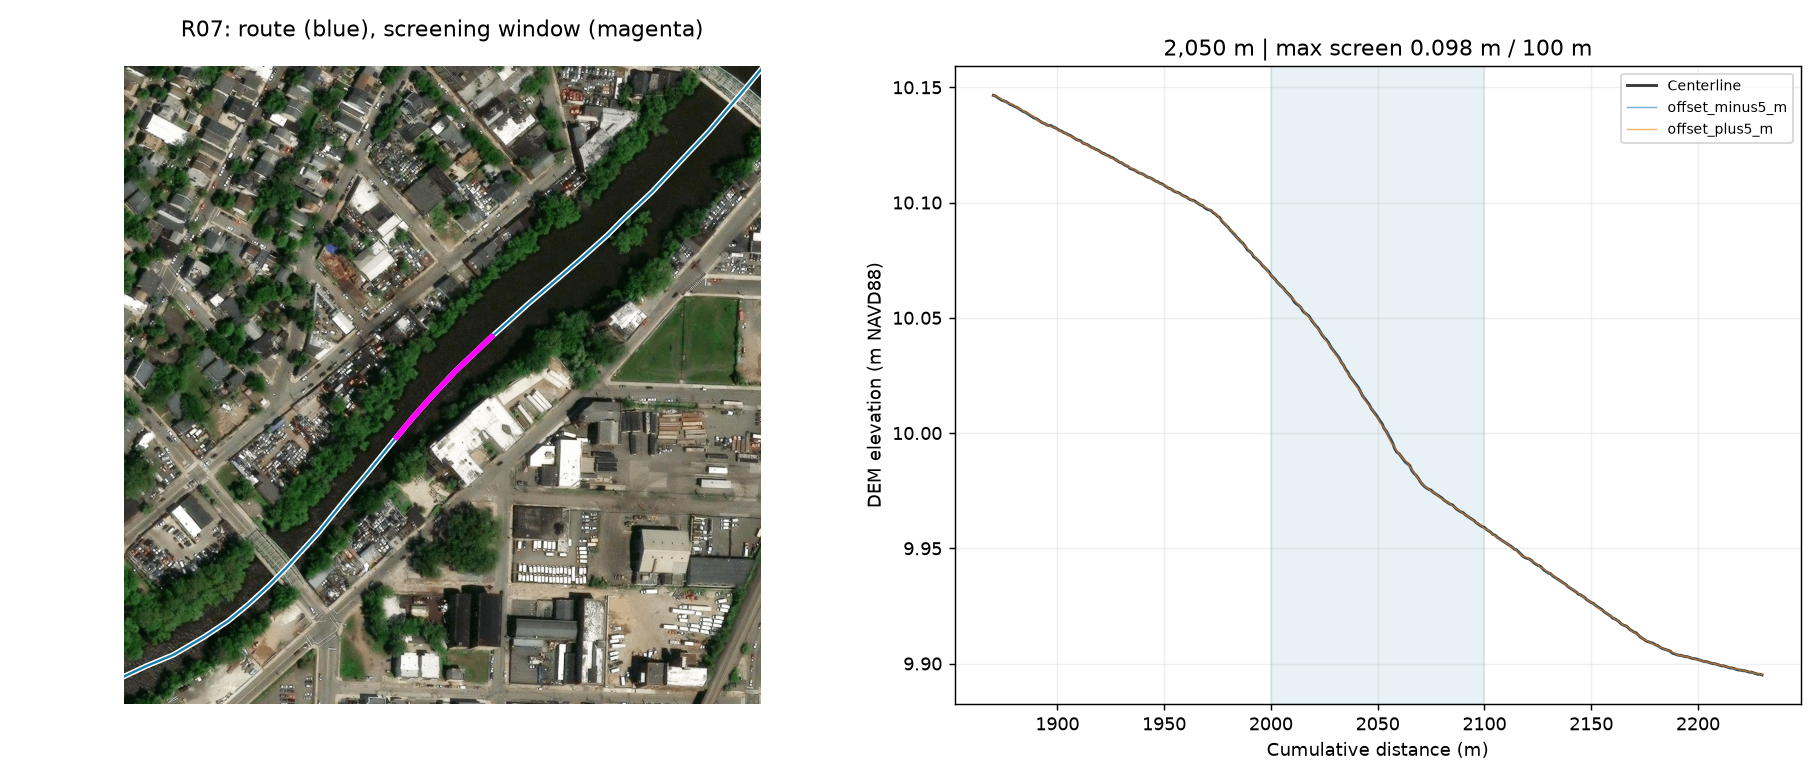 R07: route (blue), screening window (magenta)
2,050 m | max screen 0.098 m / 100 m
Centerline
offset_minus5_m
offset_plus5_m
DEM elevation (m NAVD88)
10.15
10.10
10.05
10.00
9.95
9.90
1900
1950
2000
2050
2100
2150
2200
Cumulative distance (m)